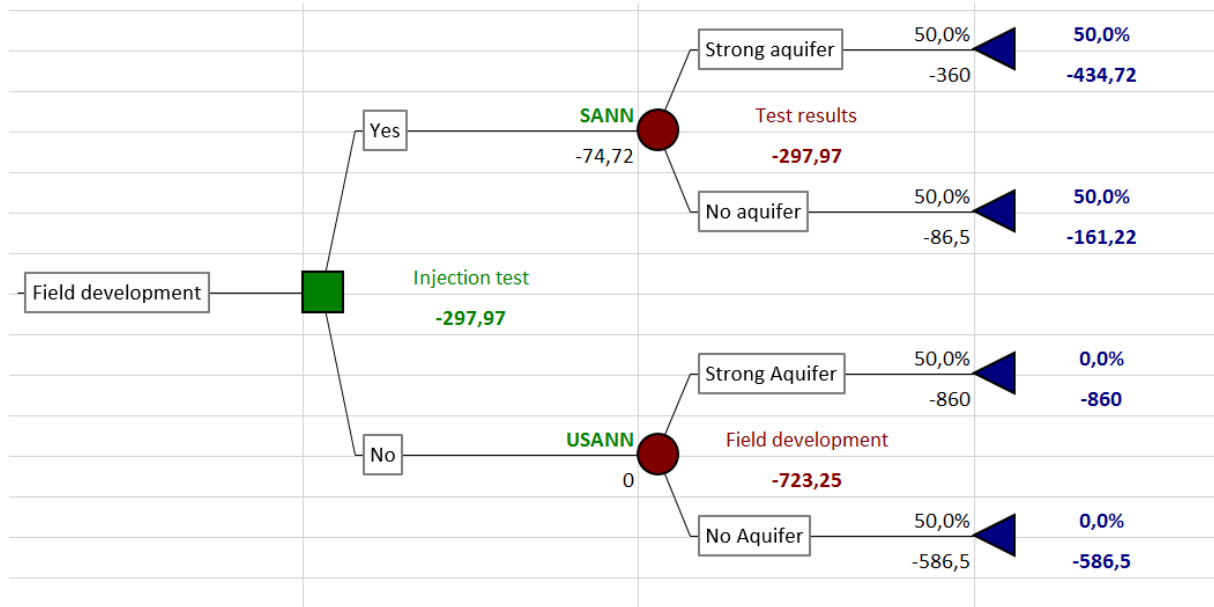 Strong aquifer
50,0%
50,0%
-360
-434,72
Yes
SANN
Test results
-74,72
-297,97
No aquifer
50,0%
50,0%
-86,5
-161,22
Field development
Injection test
-297,97
Strong Aquifer
50,0%
0,0%
-860
-860
No
USANN
Field development
0
-723,25
No Aquifer
50,0%
0,0%
-586,5
-586,5